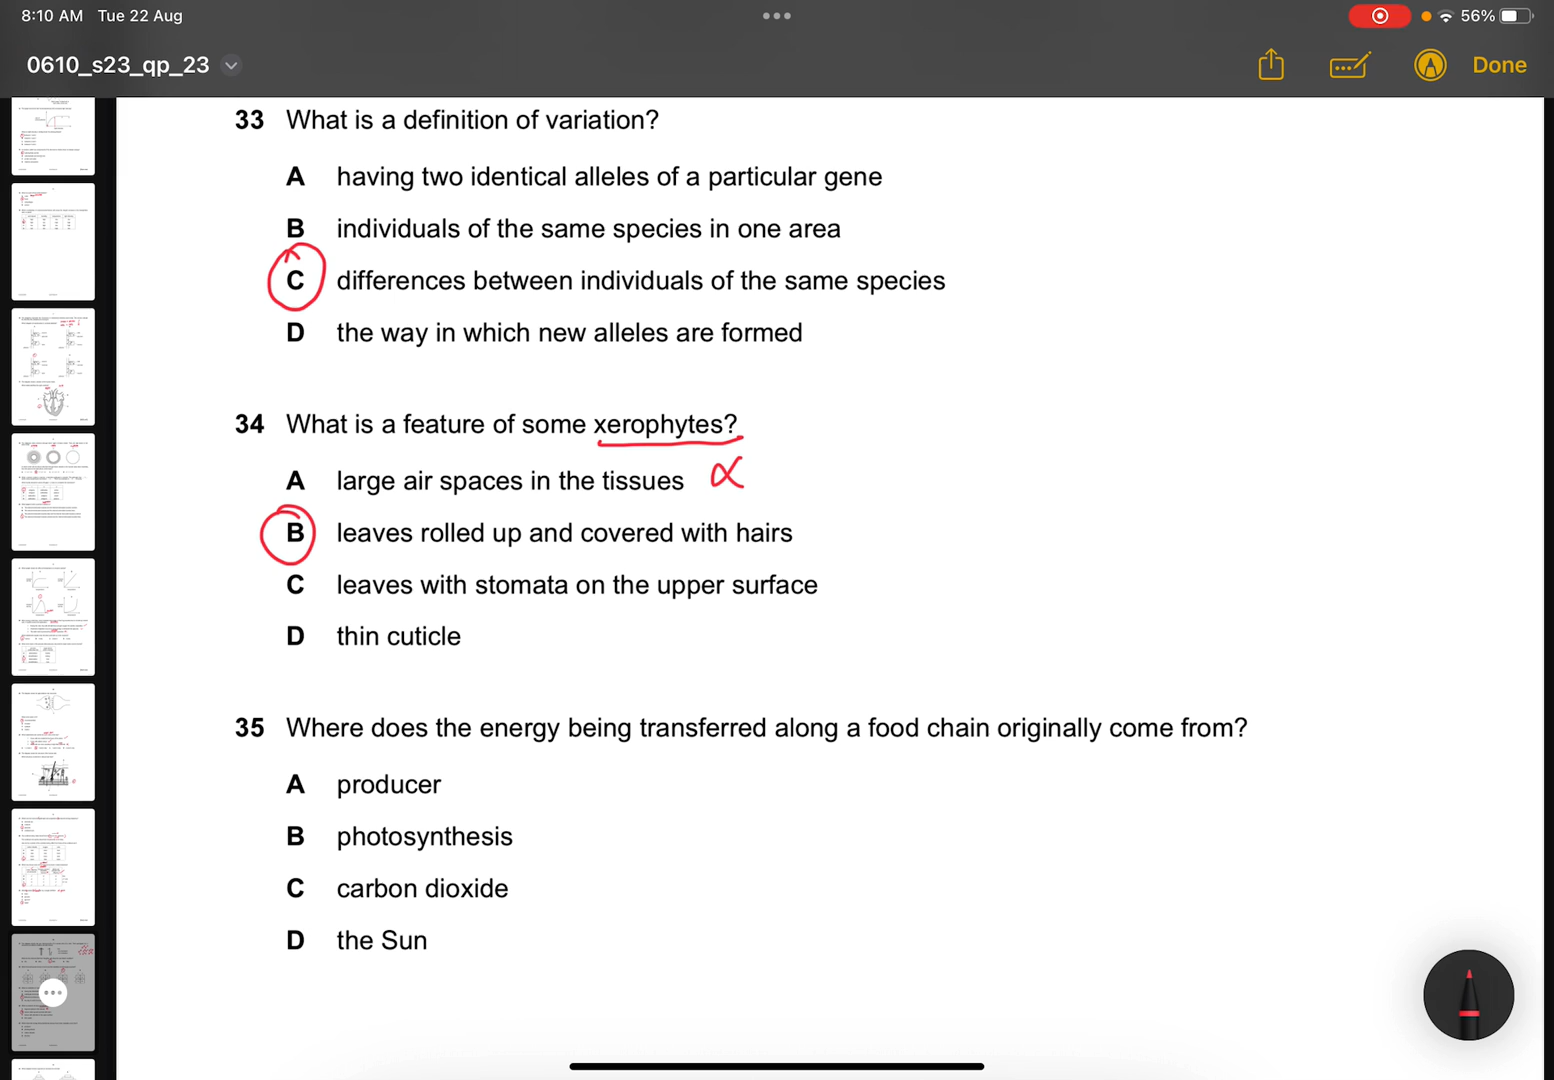 8:10 AM Tue 22 Aug
56%
0610_s23_qp_23
Done
33 What is a definition of variation?
A having two identical alleles of a particular gene
B individuals of the same species in one area
C differences between individuals of the same species
D the way in which new alleles are formed
34 What is a feature of some xerophytes?
A large air spaces in the tissues
B leaves rolled up and covered with hairs
C leaves with stomata on the upper surface
D thin cuticle
35 Where does the energy being transferred along a food chain originally come from?
A producer
B photosynthesis
C carbon dioxide
D the Sun